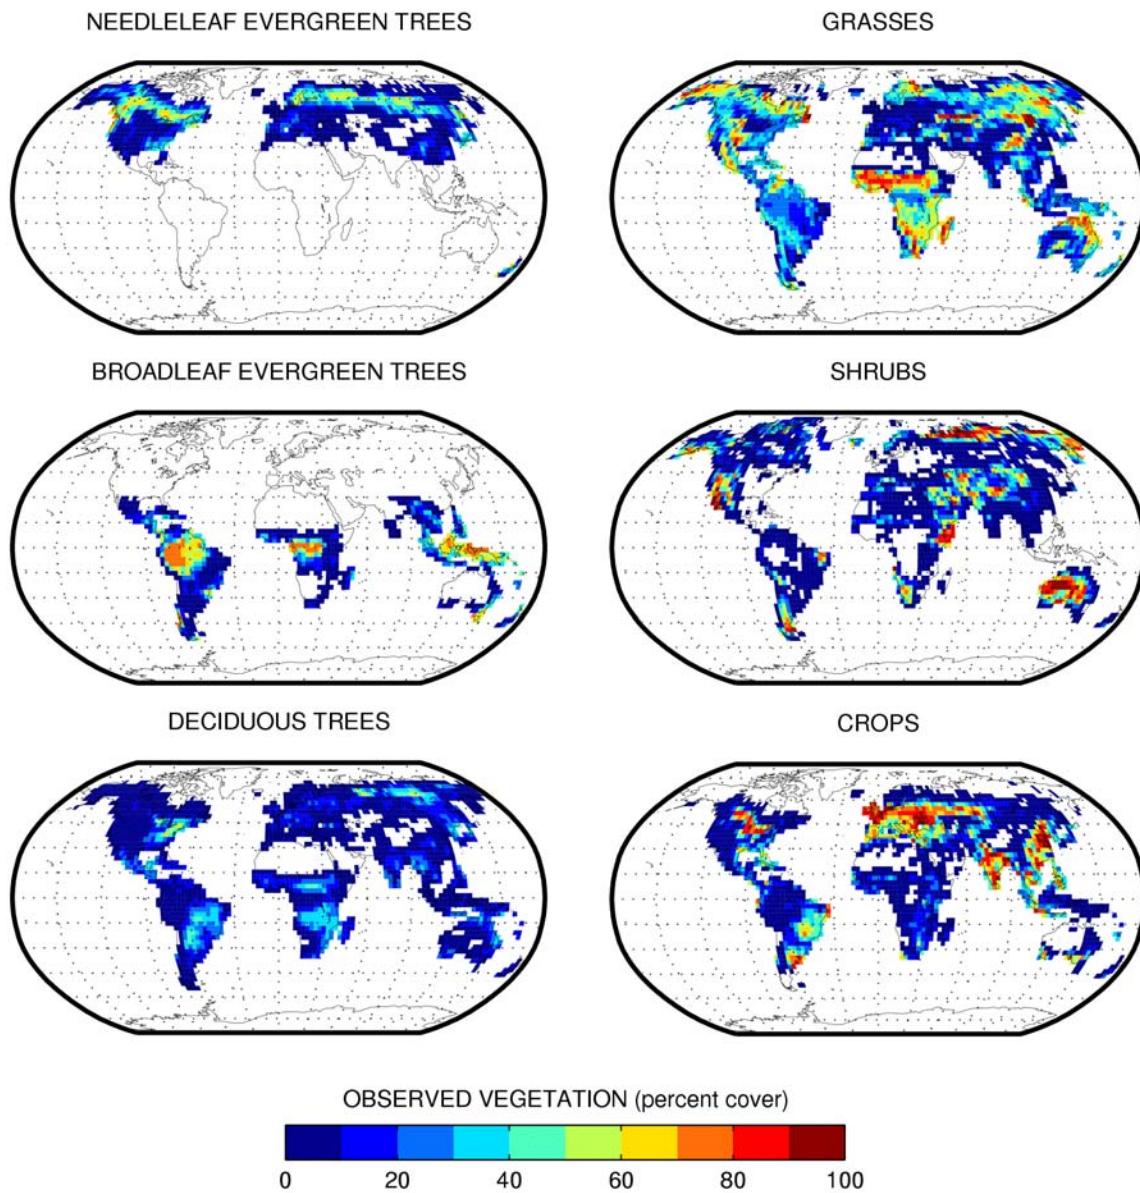 NEEDLELEAF EVERGREEN TREES
GRASSES
BROADLEAF EVERGREEN TREES
SHRUBS
DECIDUOUS TREES
CROPS
OBSERVED VEGETATION (percent cover)
0 20 40 60 80 100